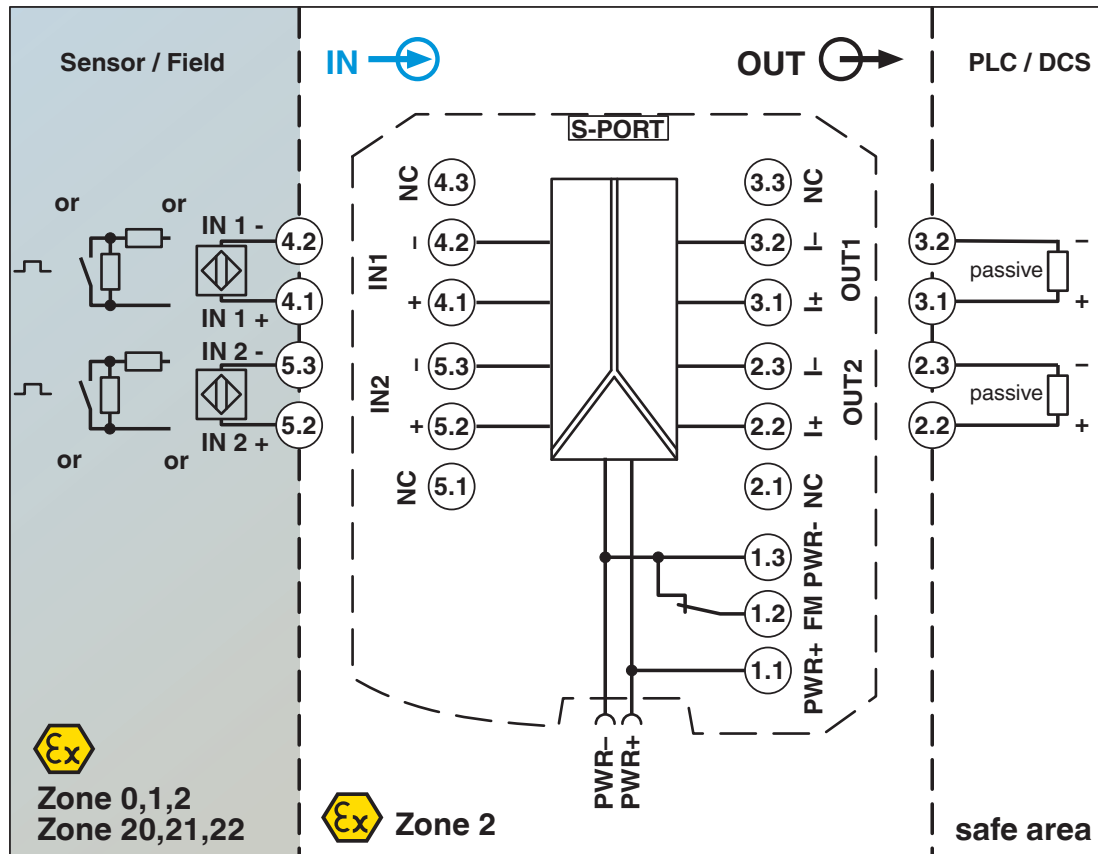 Sensor / Field
IN
OUT
PLC / DCS
S-PORT
NC
4.3
3.3
NC
or
or
IN 1 -
4.2
–
4.2
3.2
I–
3.2
–
IN1
OUT1
passive
4.1
+
4.1
3.1
I±
3.1
+
IN 1 +
IN 2 -
5.3
–
5.3
2.3
I–
2.3
–
IN2
OUT2
passive
5.2
+
5.2
2.2
I±
2.2
+
IN 2 +
or
or
NC
5.1
2.1
NC
1.3
PWR-
1.2
FM
1.1
PWR+
PWR–
PWR+
Ex
Zone 0,1,2
Zone 20,21,22
Ex
Zone 2
safe area